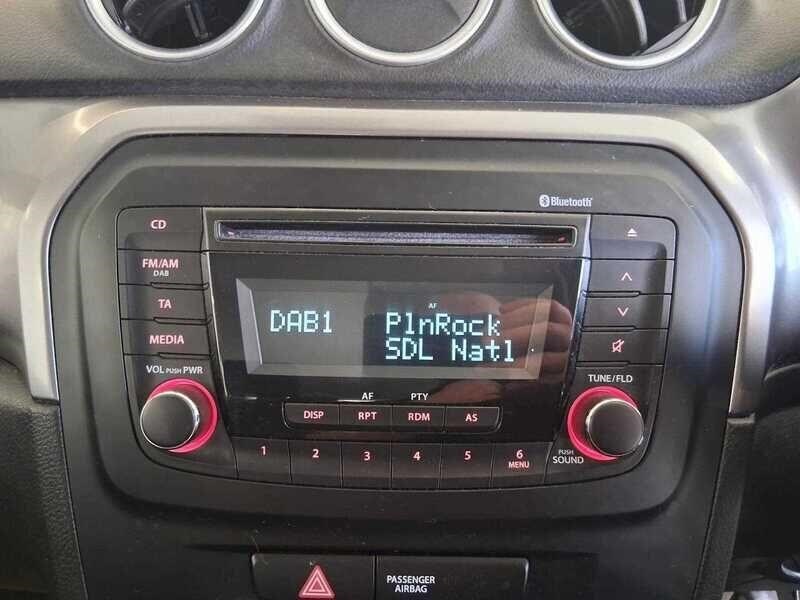 Bluetooth
CD
FM/AM
DAB
TA
MEDIA
VOL PUSH PWR
AF
DAB1 PlnRock
SDL Natl
AF PTY
DISP RPT RDM AS
TUNE/FLD
PUSH
SOUND
1 2 3 4 5 6
MENU
PASSENGER
AIRBAG